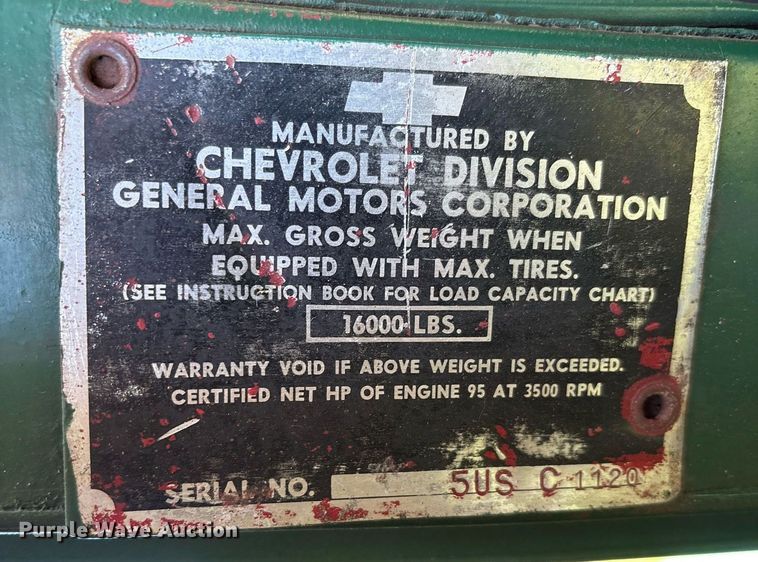 MANUFACTURED BY
CHEVROLET DIVISION
GENERAL MOTORS CORPORATION
MAX. GROSS WEIGHT WHEN
EQUIPPED WITH MAX. TIRES.
(SEE INSTRUCTION BOOK FOR LOAD CAPACITY CHART)
16000 LBS.
WARRANTY VOID IF ABOVE WEIGHT IS EXCEEDED.
CERTIFIED NET HP OF ENGINE 95 AT 3500 RPM
SERIAL NO. 5US C 1120
Purple Wave Auction